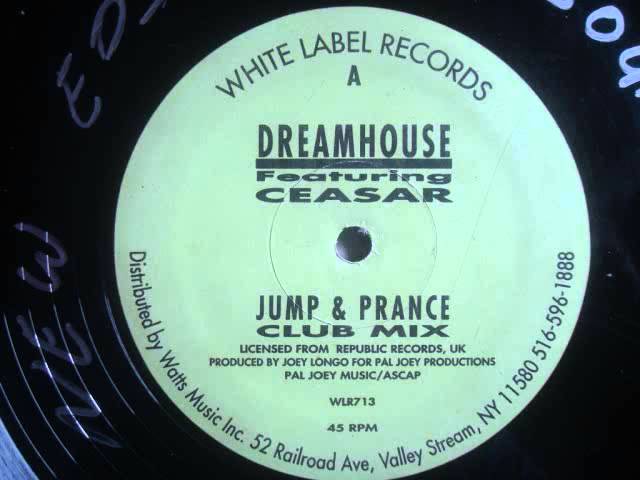 WHITE LABEL RECORDS
A
DREAMHOUSE
Featuring
CEASAR
JUMP & PRANCE
CLUB MIX
LICENSED FROM REPUBLIC RECORDS, UK
PRODUCED BY JOEY LONGO FOR PAL JOEY PRODUCTIONS
PAL JOEY MUSIC/ASCAP
WLR713
45 RPM
Distributed by Watts Music Inc. 52 Railroad Ave, Valley Stream, NY 11580 516-596-1888
NEW